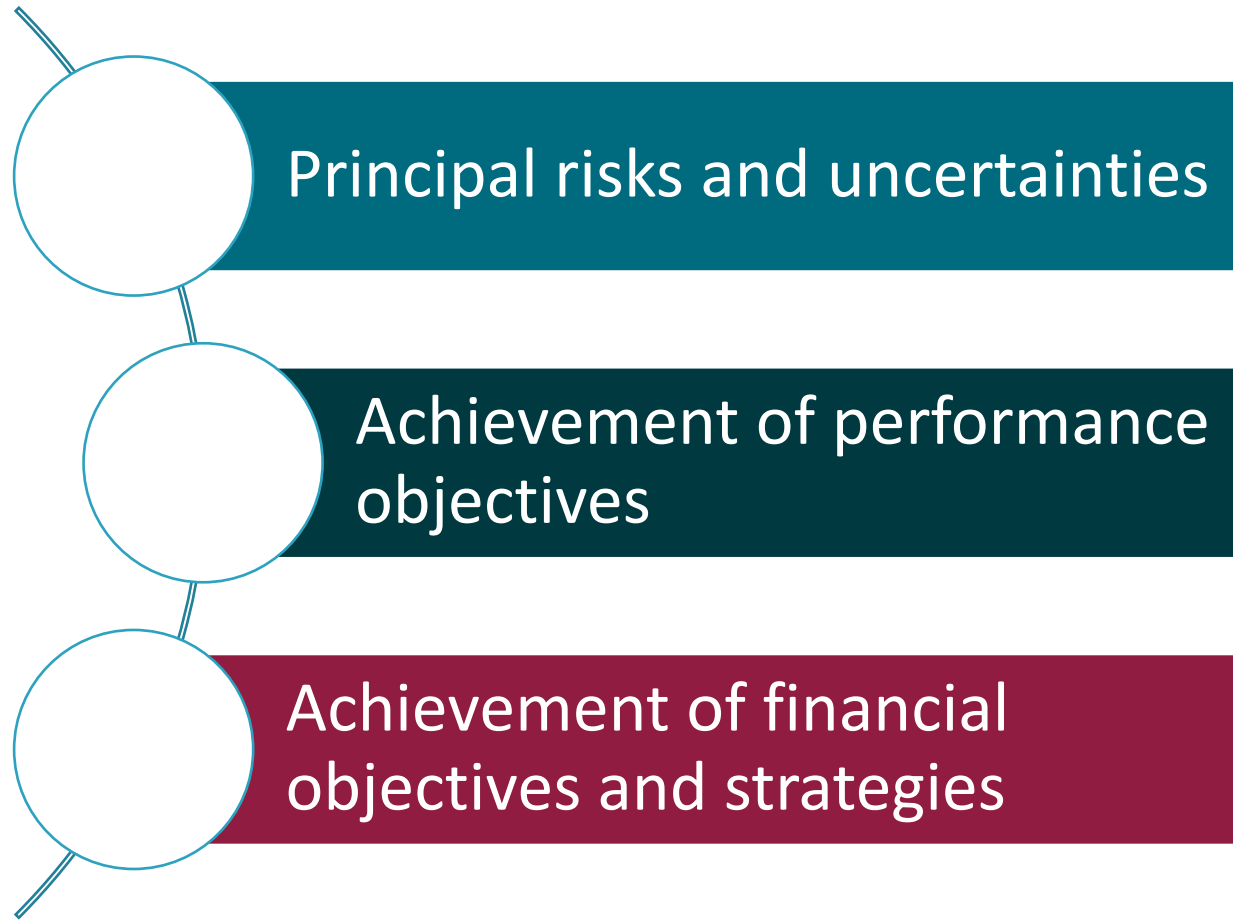 Principal risks and uncertainties
Achievement of performance
objectives
Achievement of financial
objectives and strategies